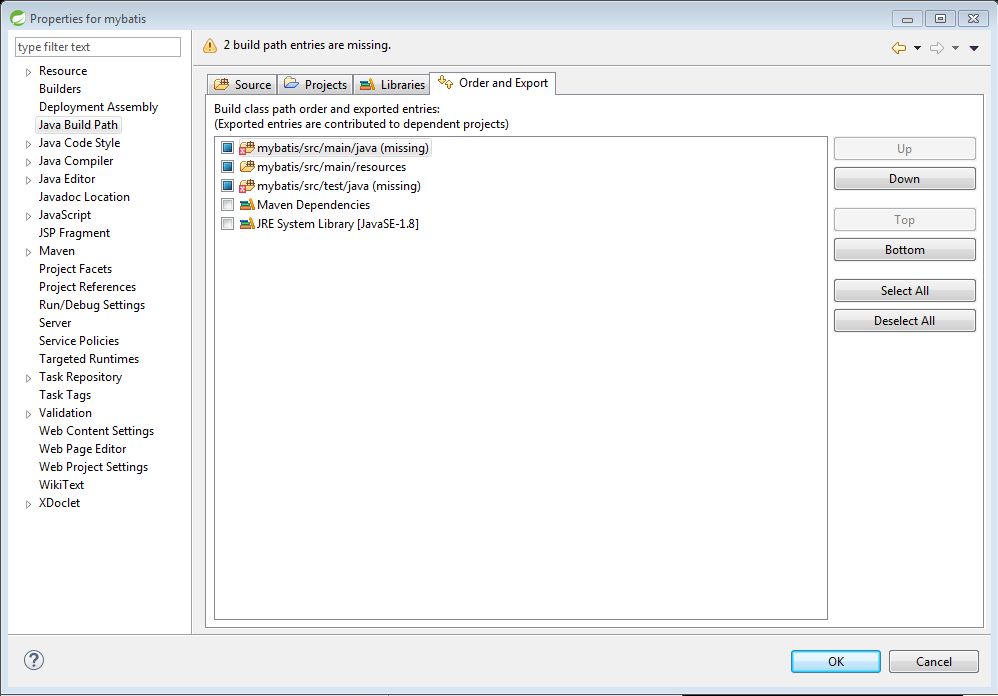 Properties for mybatis
type filter text
Resource
Builders
Deployment Assembly
Java Build Path
Java Code Style
Java Compiler
Java Editor
Javadoc Location
JavaScript
JSP Fragment
Maven
Project Facets
Project References
Run/Debug Settings
Server
Service Policies
Targeted Runtimes
Task Repository
Task Tags
Validation
Web Content Settings
Web Page Editor
Web Project Settings
WikiText
XDoclet
2 build path entries are missing.
Source Projects Libraries Order and Export
Build class path order and exported entries:
(Exported entries are contributed to dependent projects)
mybatis/src/main/java (missing)
mybatis/src/main/resources
mybatis/src/test/java (missing)
Maven Dependencies
JRE System Library [JavaSE-1.8]
Up
Down
Top
Bottom
Select All
Deselect All
?
OK Cancel